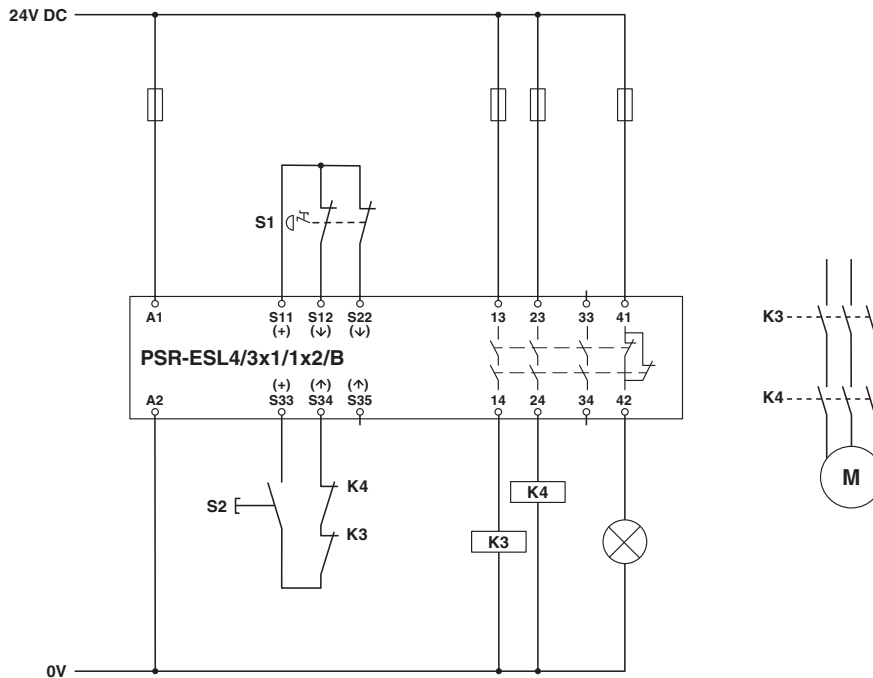 24V DC
S1
A1 S11 S12 S22 13 23 33 41
(+) (↓) (↓)
K3
PSR-ESL4/3x1/1x2/B
(+) (↑) (↑)
A2 S33 S34 S35 14 24 34 42
K4
M
K4
S2
K4
K3
K3
0V